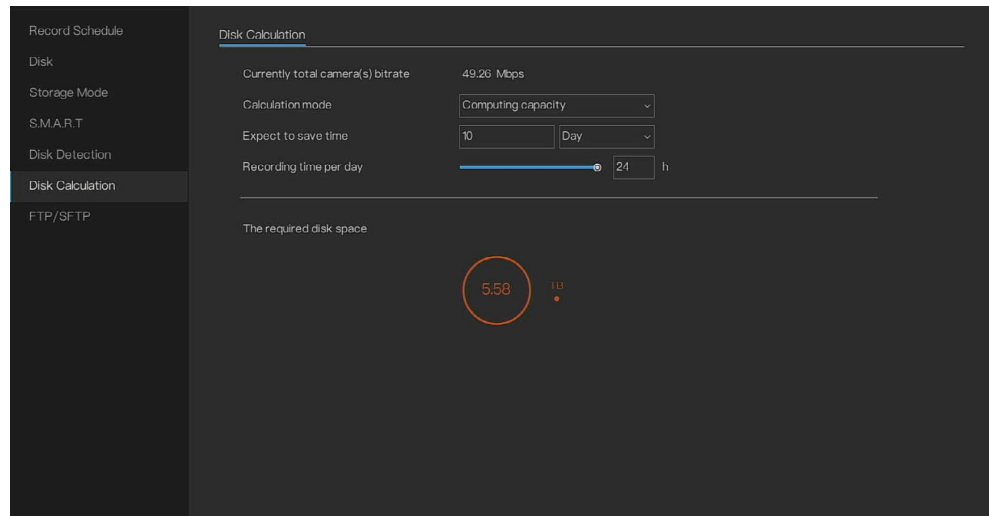 Record Schedule
Disk
Storage Mode
S.M.A.R.T
Disk Detection
Disk Calculation
FTP/SFTP
Disk Calculation
Currently total camera(s) bitrate 49.26 Mbps
Calculation mode Computing capacity
Expect to save time 10 Day
Recording time per day 24 h
The required disk space
5.58 TB